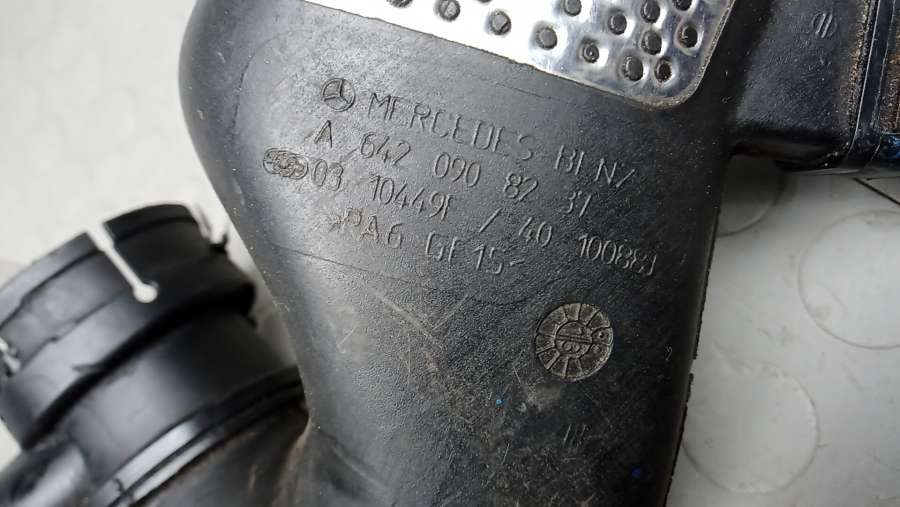 MERCEDES BENZ
A 642 090 82 37
03 10449F / 40 100883
>PA6 GF15<